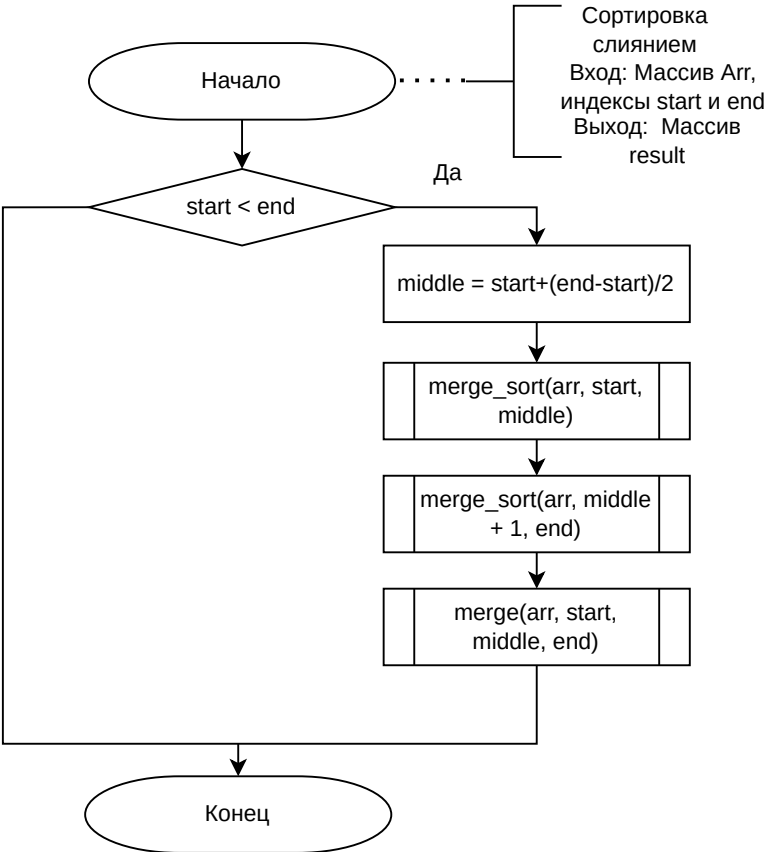 Начало
Сортировка
слиянием
Вход: Массив Arr,
индексы start и end
Выход: Массив
result
Да
start < end
middle = start+(end-start)/2
merge_sort(arr, start,
middle)
merge_sort(arr, middle
+ 1, end)
merge(arr, start,
middle, end)
Конец